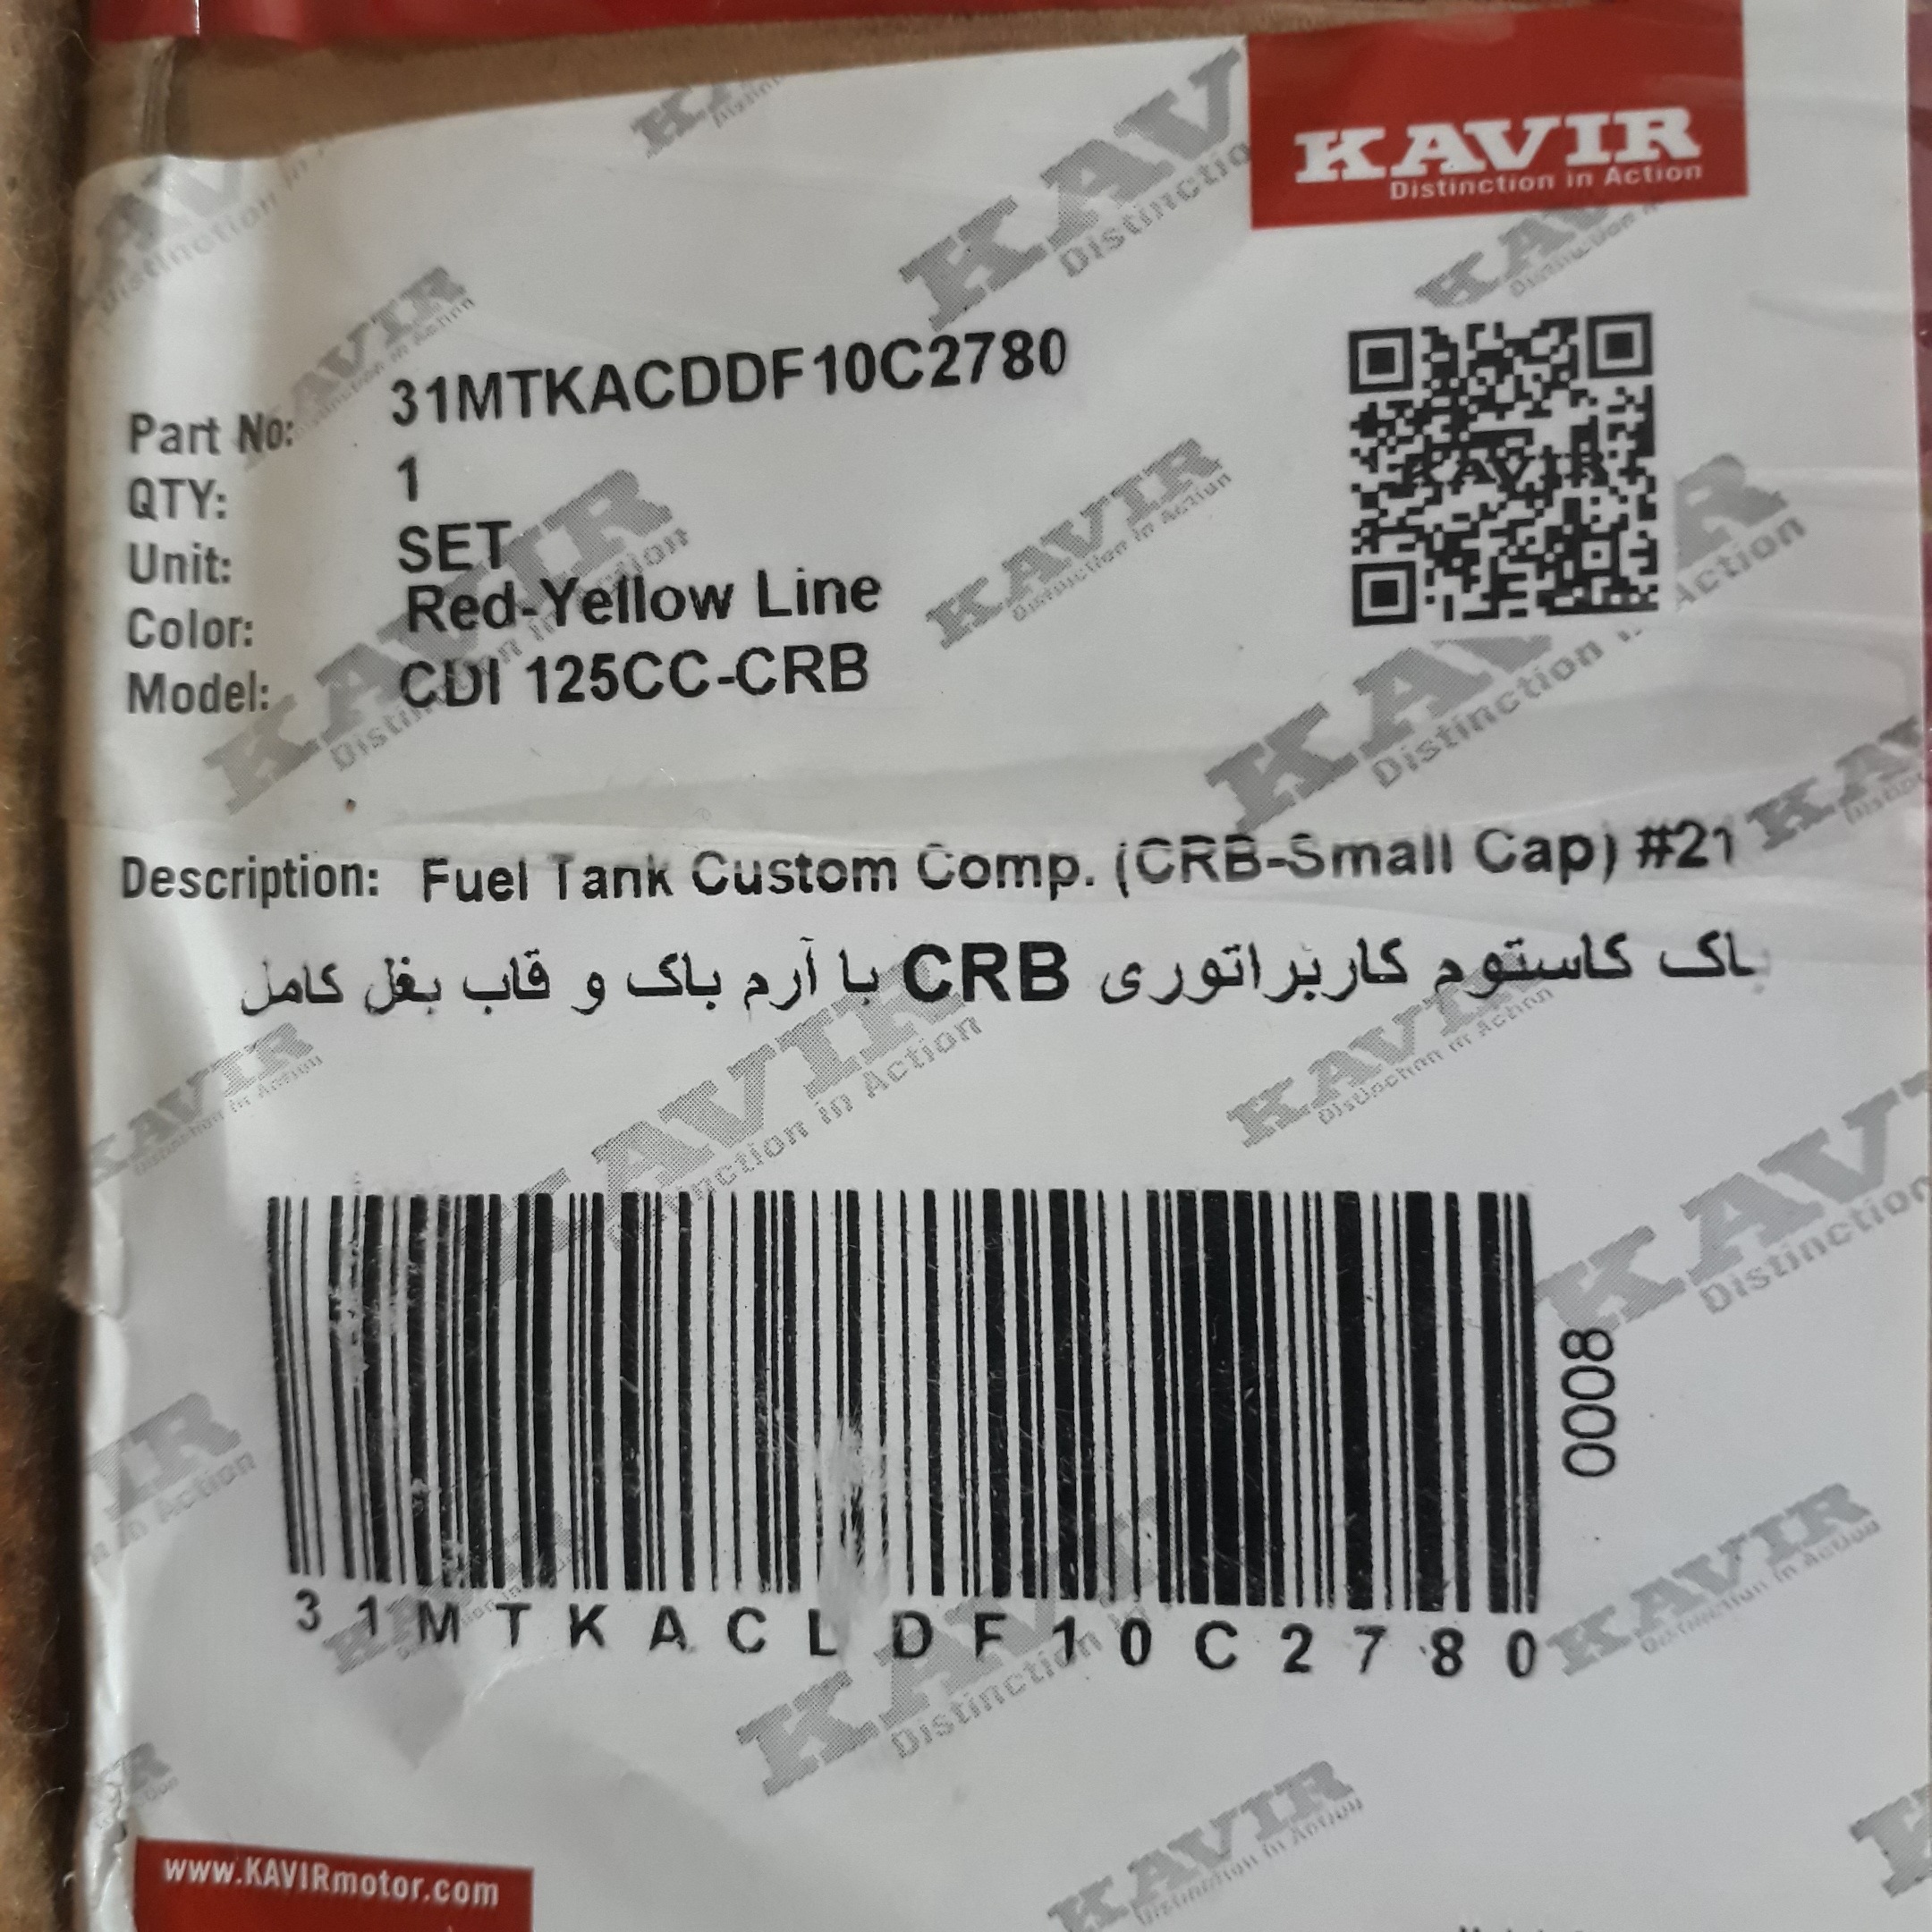 KAVIR
Distinction in Action
Part No: 31MTKACDDF10C2780
QTY: 1
Unit: SET
Color: Red-Yellow Line
Model: CDI 125CC-CRB
Description: Fuel Tank Custom Comp. (CRB-Small Cap) #21
باک کاستوم کاربراتوری CRB با آرم باک و قاب بغل کامل
0008
31MTKACDDF10C2780
www.KAVIRmotor.com